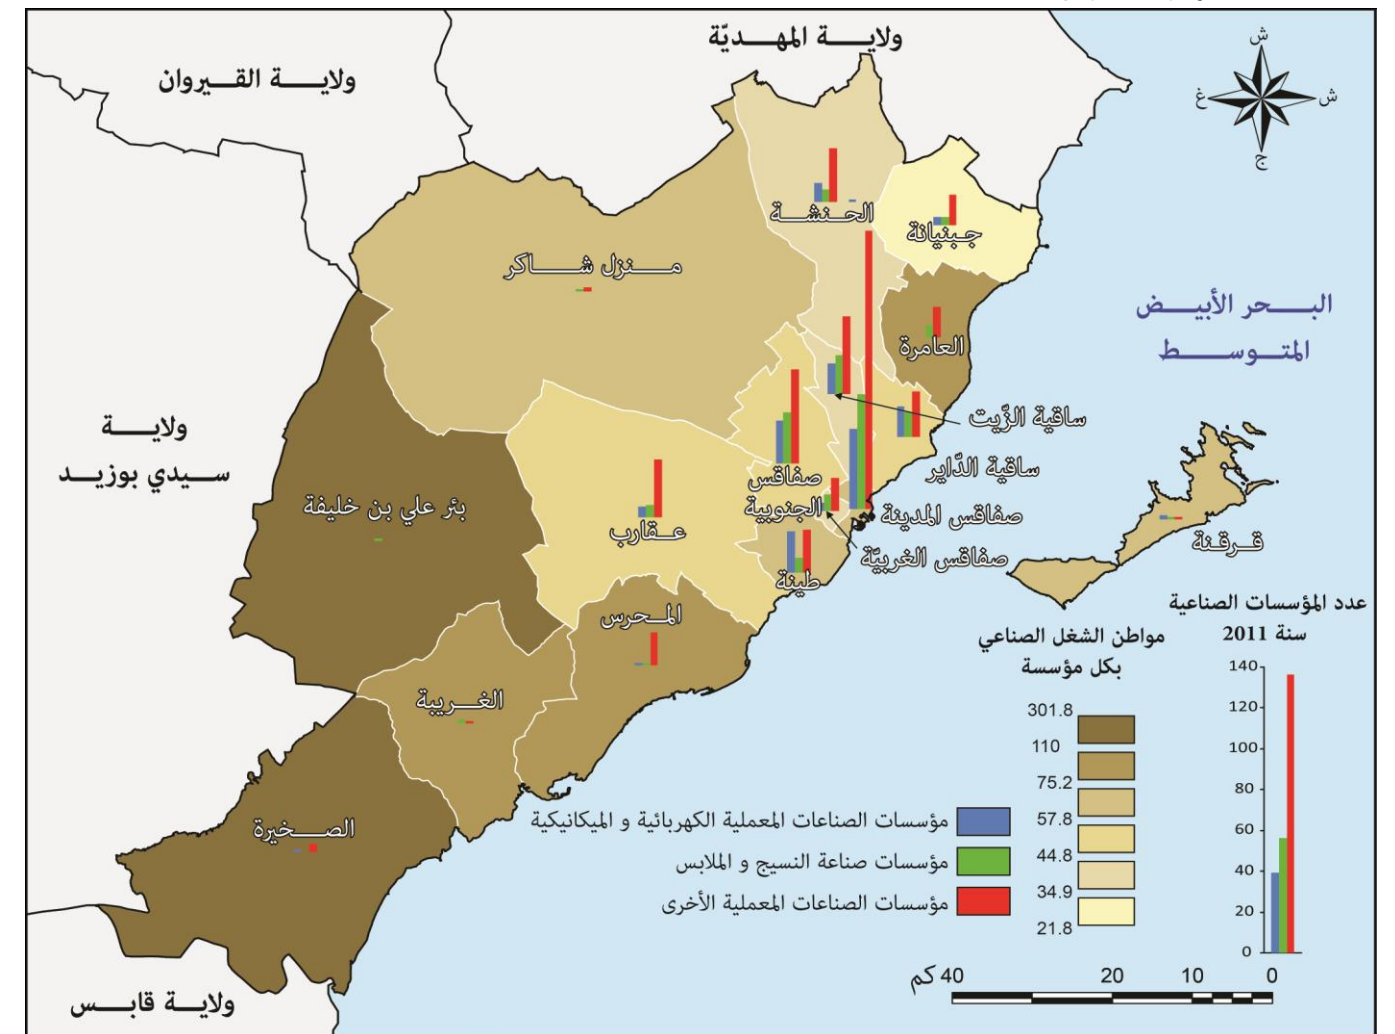 ولاية المهديّة
ولاية القيروان
ش
غ
ش
ج
الحنشة
جبنيانة
منزل شاكر
البحر الأبيض
المتوسط
العامرة
ولاية
سيدي بوزيد
ساقية الزّيت
ساقية الدّاير
صفاقس
الجنوبية
بئر علي بن خليفة
صفاقس المدينة
عقارب
قرقنة
صفاقس الغربيّة
طينة
المحرس
الغريبة
الصخيرة
ولاية قابس
عدد المؤسسات الصناعية
سنة 2011
140
120
100
80
60
40
20
0
مواطن الشغل الصناعي
بكل مؤسسة
301.8
110
75.2
57.8
44.8
34.9
21.8
مؤسسات الصناعات المعملية الكهربائية و الميكانيكية
مؤسسات صناعة النسيج و الملابس
مؤسسات الصناعات المعملية الأخرى
كم 40 20 10 0